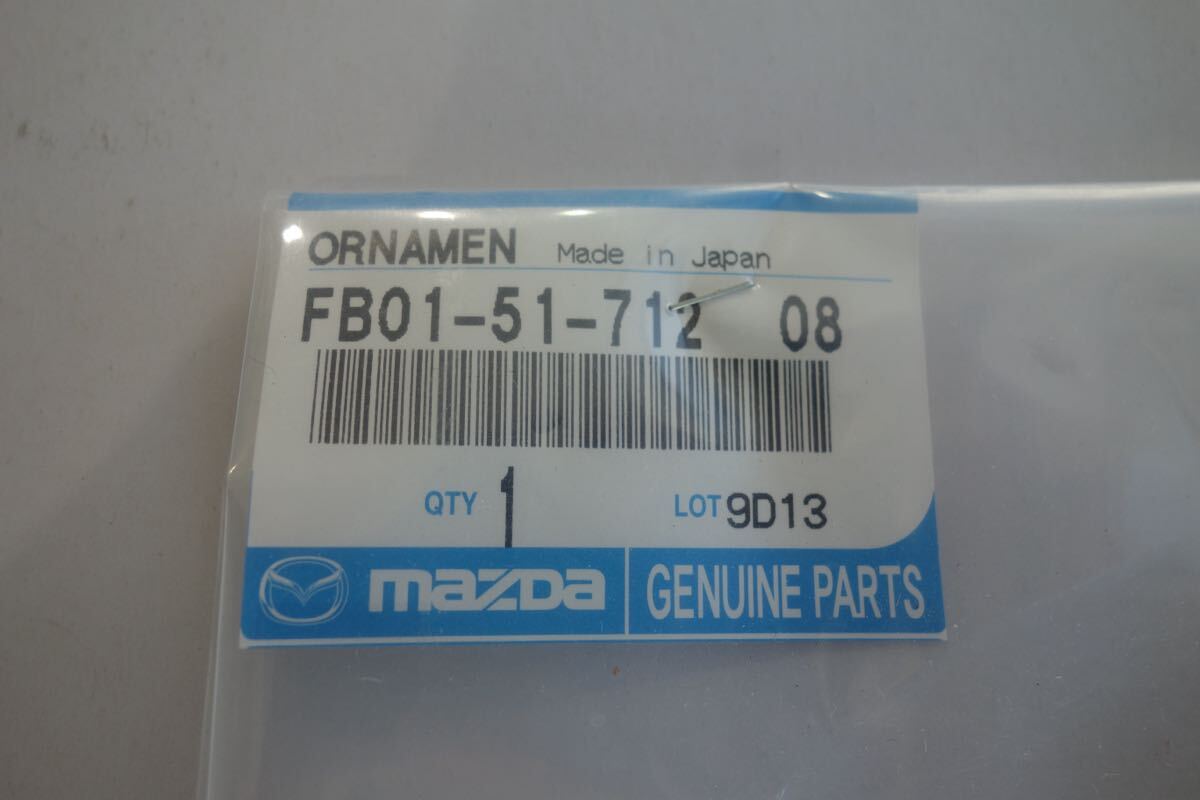 ORNAMEN Made in Japan
FB01-51-712 08
QTY 1 LOT 9D13
mazda GENUINE PARTS